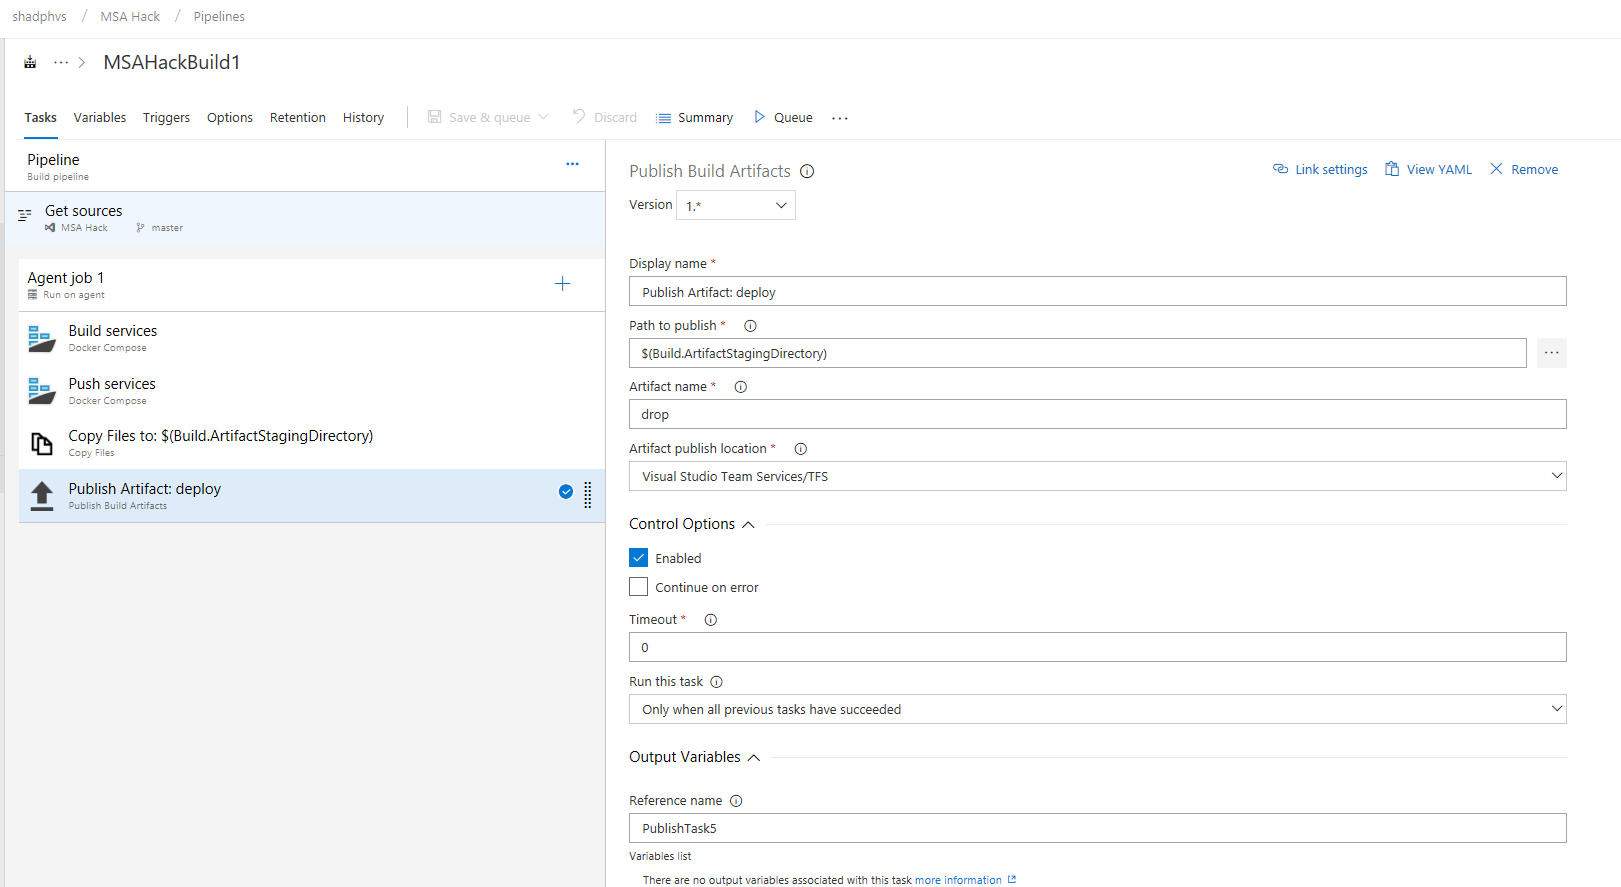 shadphvs / MSA Hack / Pipelines
··· > MSAHackBuild1
Tasks Variables Triggers Options Retention History Save & queue Discard Summary Queue ···
Pipeline
Build pipeline
···
Get sources
MSA Hack master
Agent job 1
Run on agent
Build services
Docker Compose
Push services
Docker Compose
Copy Files to: $(Build.ArtifactStagingDirectory)
Copy Files
Publish Artifact: deploy
Publish Build Artifacts
Publish Build Artifacts
Link settings View YAML Remove
Version 1.*
Display name *
Publish Artifact: deploy
Path to publish *
$(Build.ArtifactStagingDirectory)
···
Artifact name *
drop
Artifact publish location *
Visual Studio Team Services/TFS
Control Options
Enabled
Continue on error
Timeout *
0
Run this task
Only when all previous tasks have succeeded
Output Variables
Reference name
PublishTask5
Variables list
There are no output variables associated with this task more information